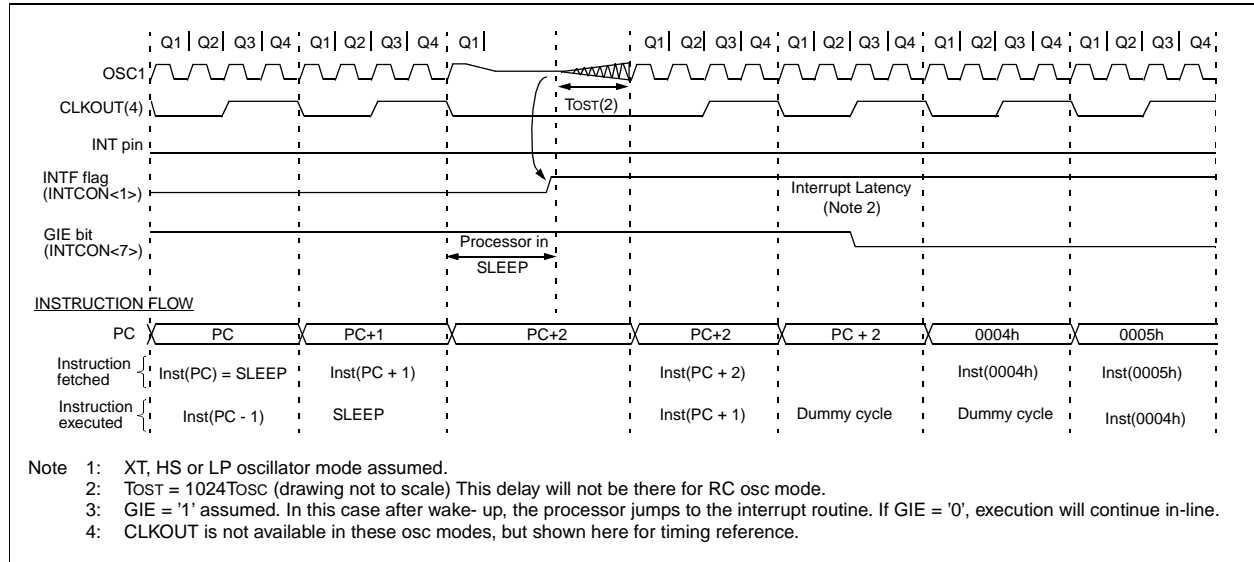 Q1 Q2 Q3 Q4 Q1 Q2 Q3 Q4 Q1 Q1 Q2 Q3 Q4 Q1 Q2 Q3 Q4 Q1 Q2 Q3 Q4 Q1 Q2 Q3 Q4
OSC1
CLKOUT(4)
TOST(2)
INT pin
INTF flag
(INTCON<1>)
Interrupt Latency
(Note 2)
GIE bit
(INTCON<7>)
Processor in
SLEEP
INSTRUCTION FLOW
PC PC PC+1 PC+2 PC+2 PC + 2 0004h 0005h
Instruction
fetched
Inst(PC) = SLEEP Inst(PC + 1) Inst(PC + 2) Inst(0004h) Inst(0005h)
Instruction
executed
Inst(PC - 1) SLEEP Inst(PC + 1) Dummy cycle Dummy cycle Inst(0004h)
Note 1: XT, HS or LP oscillator mode assumed.
2: TOST = 1024TOSC (drawing not to scale) This delay will not be there for RC osc mode.
3: GIE = '1' assumed. In this case after wake- up, the processor jumps to the interrupt routine. If GIE = '0', execution will continue in-line.
4: CLKOUT is not available in these osc modes, but shown here for timing reference.